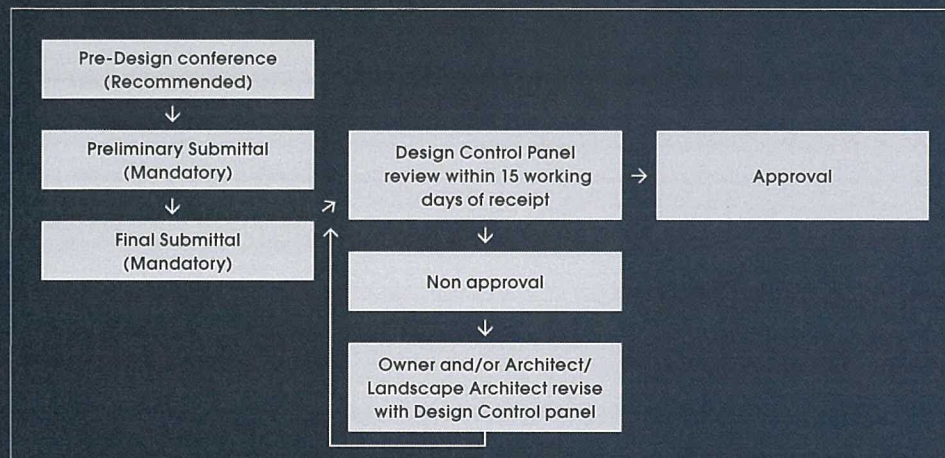 Pre-Design conference
(Recommended)
Preliminary Submittal
(Mandatory)
Final Submittal
(Mandatory)
Design Control Panel
review within 15 working
days of receipt
Approval
Non approval
Owner and/or Architect/
Landscape Architect revise
with Design Control panel